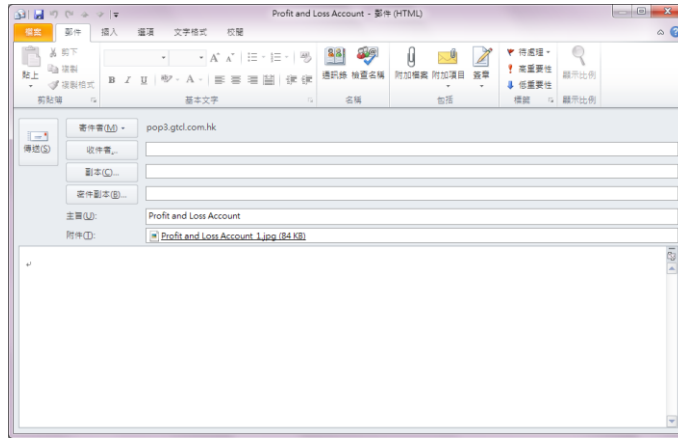 Profit and Loss Account - 郵件 (HTML)
檔案 郵件 插入 選項 文字格式 校閱
貼上
剪下
複製
複製格式
剪貼簿
B I U A
基本文字
通訊錄 檢查名稱
名稱
附加檔案 附加項目 簽章
包括
待處理
高重要性
低重要性
標籤
顯示比例
顯示比例
傳送(S)
寄件者(M) pop3.gtcl.com.hk
收件者...
副本(C)...
密件副本(B)...
主旨(U): Profit and Loss Account
附件(T): Profit and Loss Account 1.jpg (84 KB)